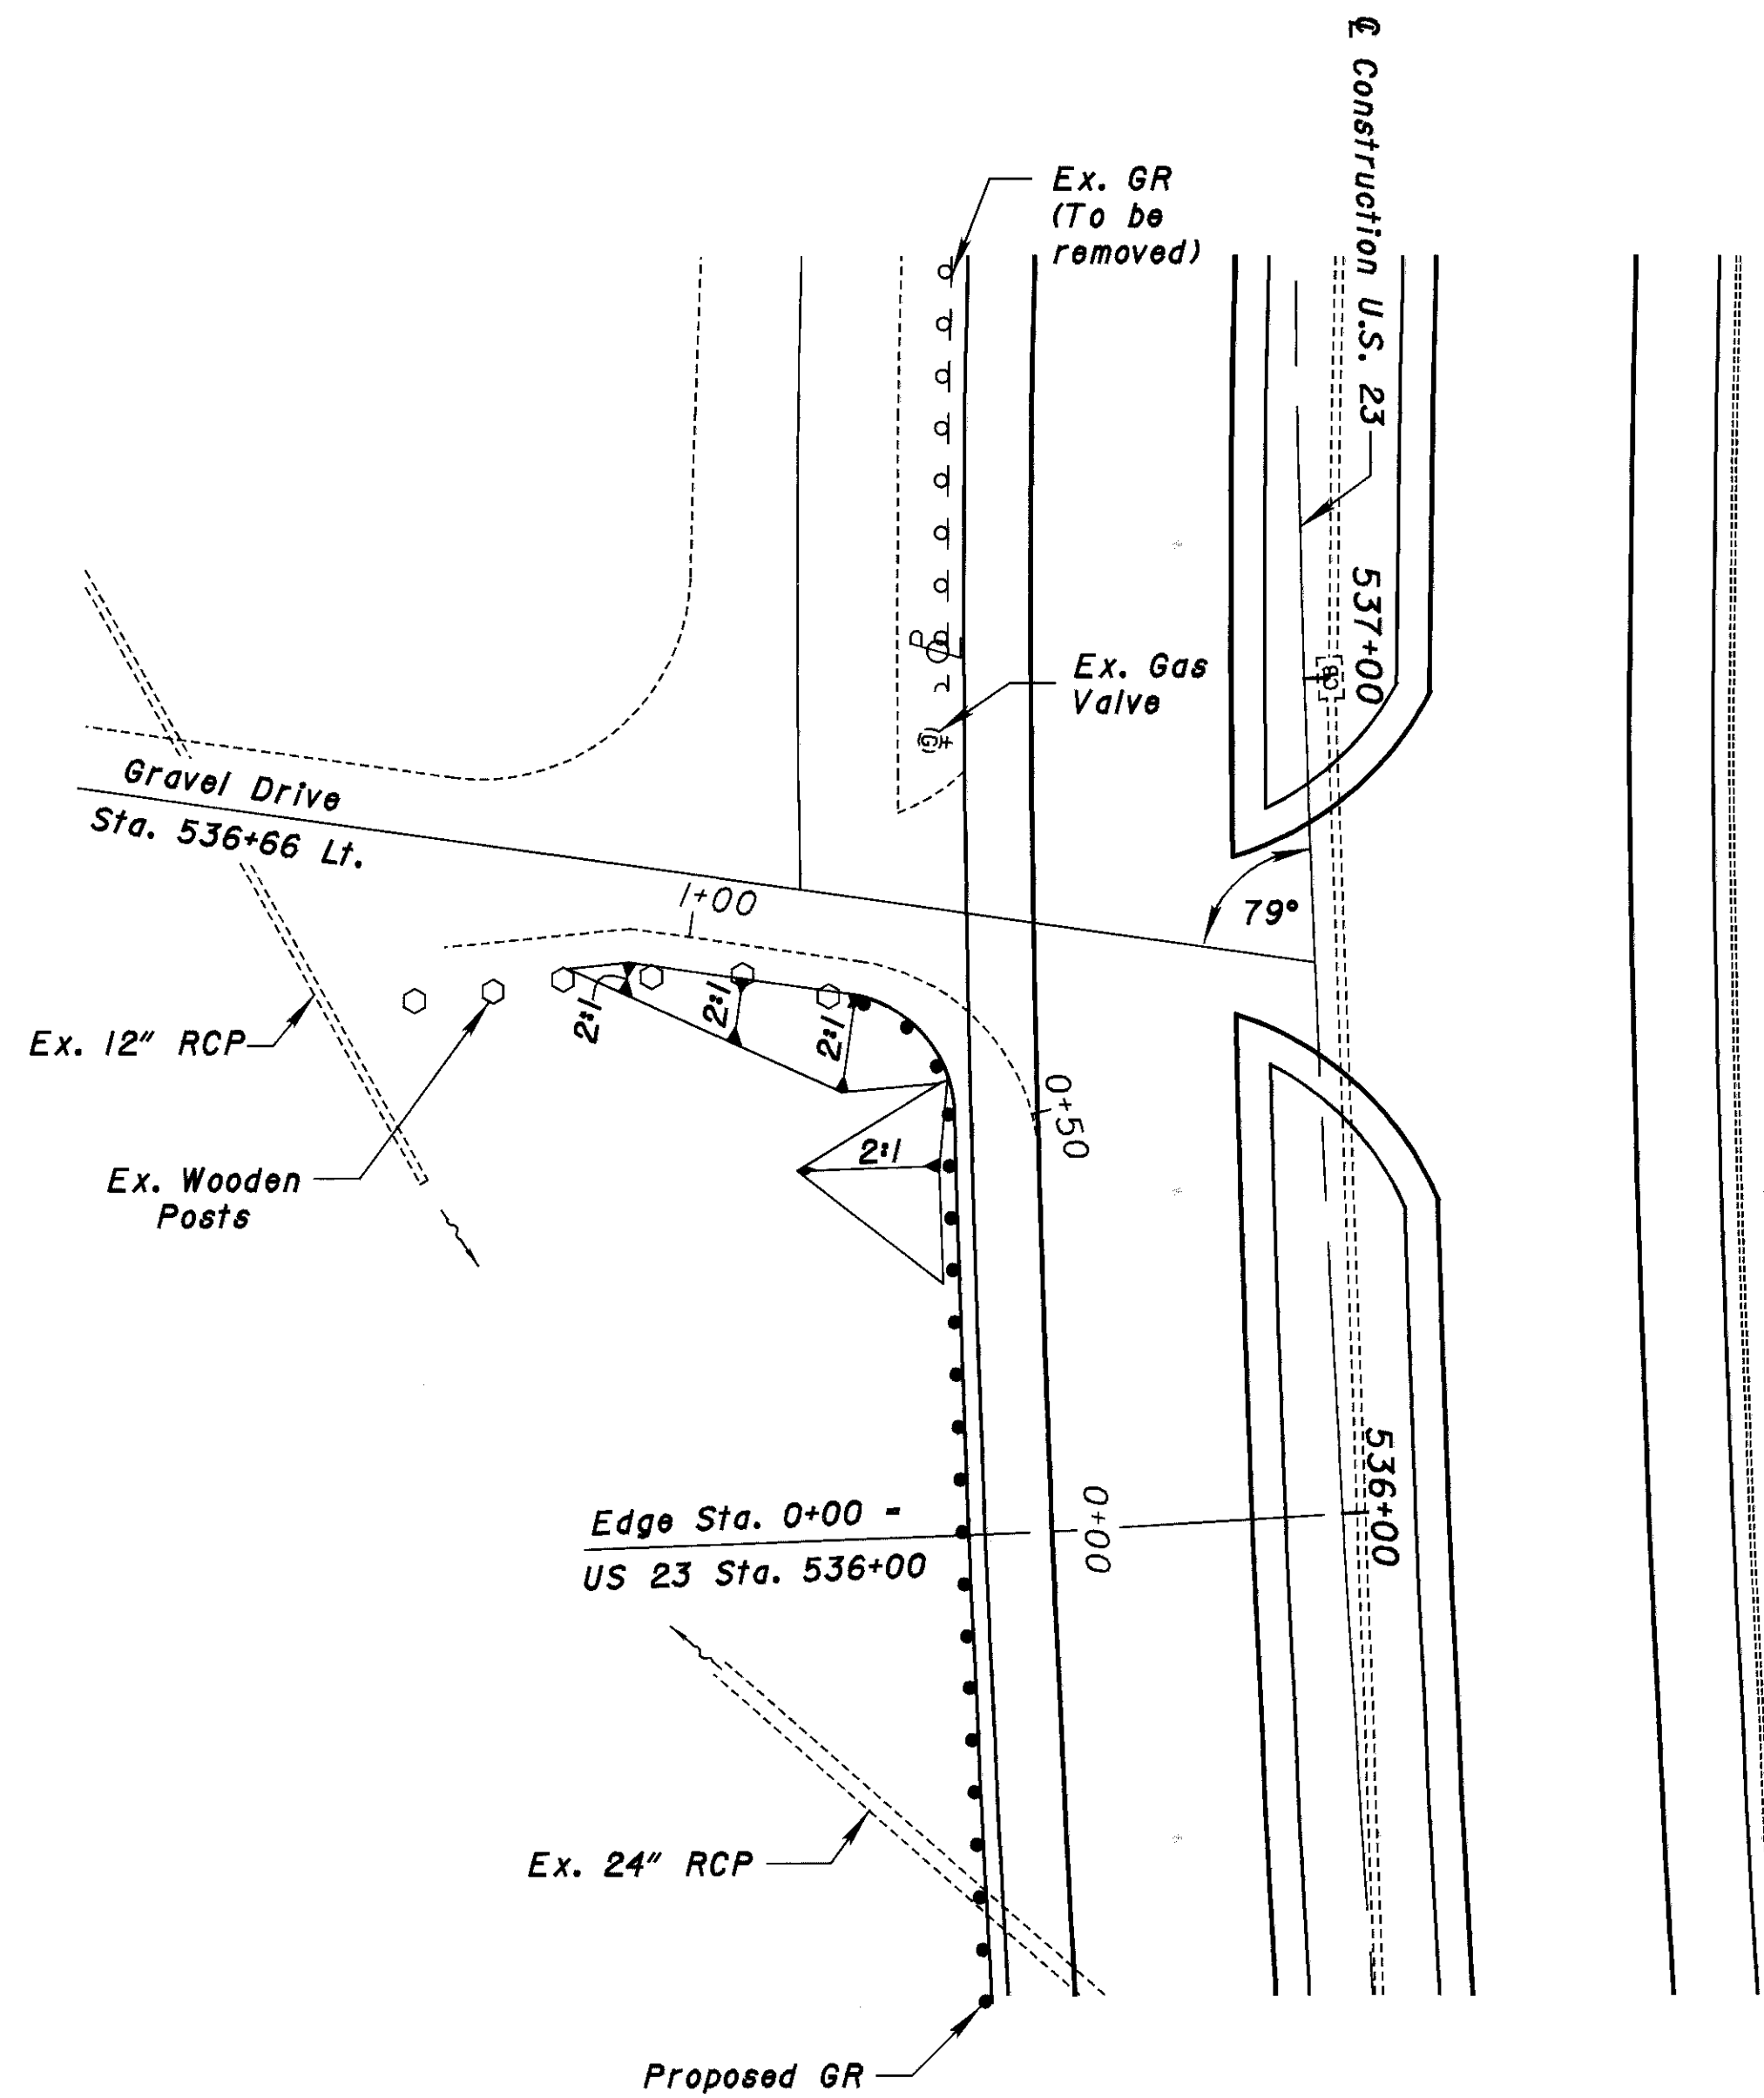 ℄ Construction U.S. 23
Ex. GR
(To be
removed)
537+00
P
Ex. Gas
Valve
CB
(G)
Gravel Drive
Sta. 536+66 Lt.
1+00
79°
2:1
2:1
2:1
Ex. 12" RCP
0+50
2:1
Ex. Wooden
Posts
536+00
0+00
Edge Sta. 0+00 =
US 23 Sta. 536+00
Ex. 24" RCP
Proposed GR